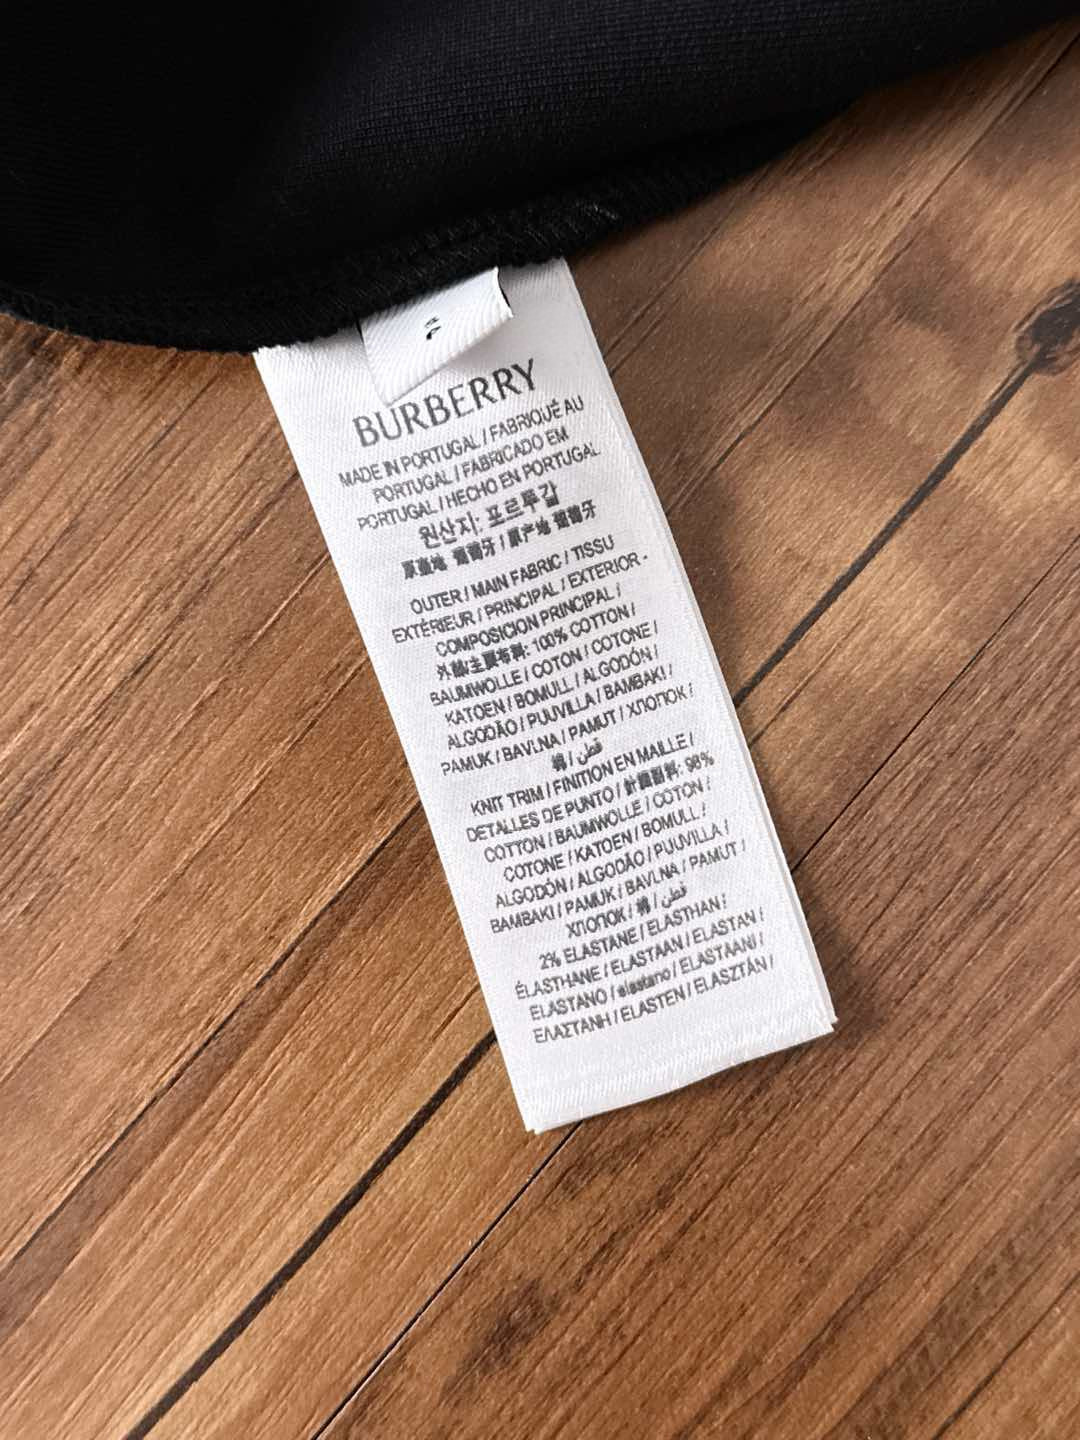 BURBERRY
MADE IN PORTUGAL / FABRIQUÉ AU
PORTUGAL / FABRICADO EM
PORTUGAL / HECHO EN PORTUGAL
원산지: 포르투갈
原產地 葡萄牙 / 原产地 葡萄牙
OUTER / MAIN FABRIC / TISSU
EXTÉRIEUR / PRINCIPAL / EXTERIOR -
COMPOSICION PRINCIPAL /
外層/主要布料: 100% COTTON /
BAUMWOLLE / COTON / COTONE /
KATOEN / BOMULL / ALGODÓN /
ALGODÃO / PUUVILLA / BAMBAKI /
PAMUK / BAVLNA / PAMUT / ХЛОПОК /
棉 / قطن
KNIT TRIM / FINITION EN MAILLE /
DETALLES DE PUNTO / 針織副料: 98%
COTTON / BAUMWOLLE / COTON /
COTONE / KATOEN / BOMULL /
ALGODÓN / ALGODÃO / PUUVILLA /
BAMBAKI / PAMUK / BAVLNA / PAMUT /
ХЛОПОК / 棉 / قطن
2% ELASTANE / ELASTHAN /
ÉLASTHANE / ELASTAAN / ELASTAN /
ELASTANO / elastano / ELASTAANI /
ΕΛΑΣΤΑΝΗ / ELASTEN / ELASZTÁN /